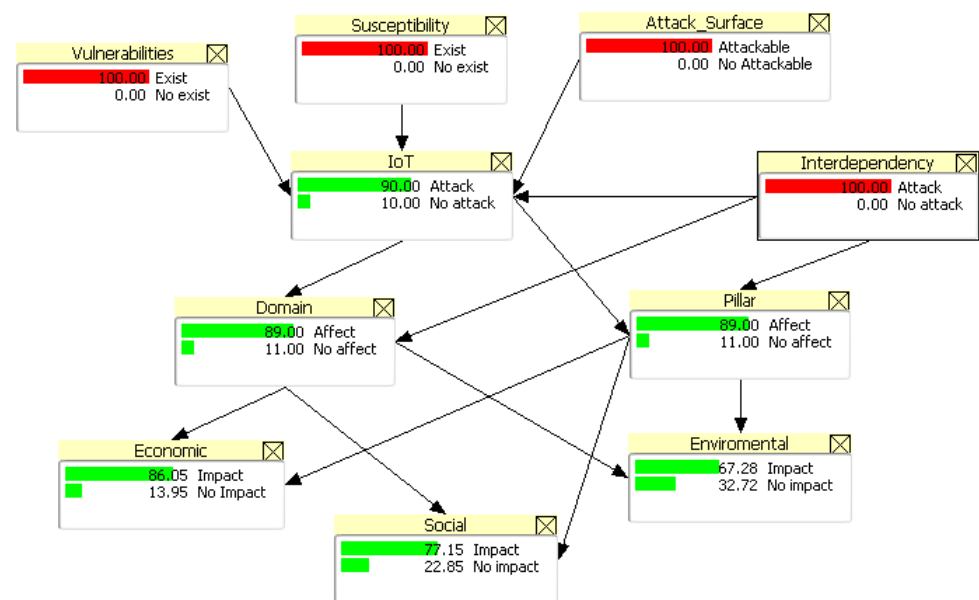 Vulnerabilities
100.00 Exist
0.00 No exist
Susceptibility
100.00 Exist
0.00 No exist
Attack_Surface
100.00 Attackable
0.00 No Attackable
IoT
90.00 Attack
10.00 No attack
Interdependency
100.00 Attack
0.00 No attack
Domain
89.00 Affect
11.00 No affect
Pillar
89.00 Affect
11.00 No affect
Economic
86.05 Impact
13.95 No Impact
Enviromental
67.28 Impact
32.72 No impact
Social
77.15 Impact
22.85 No impact